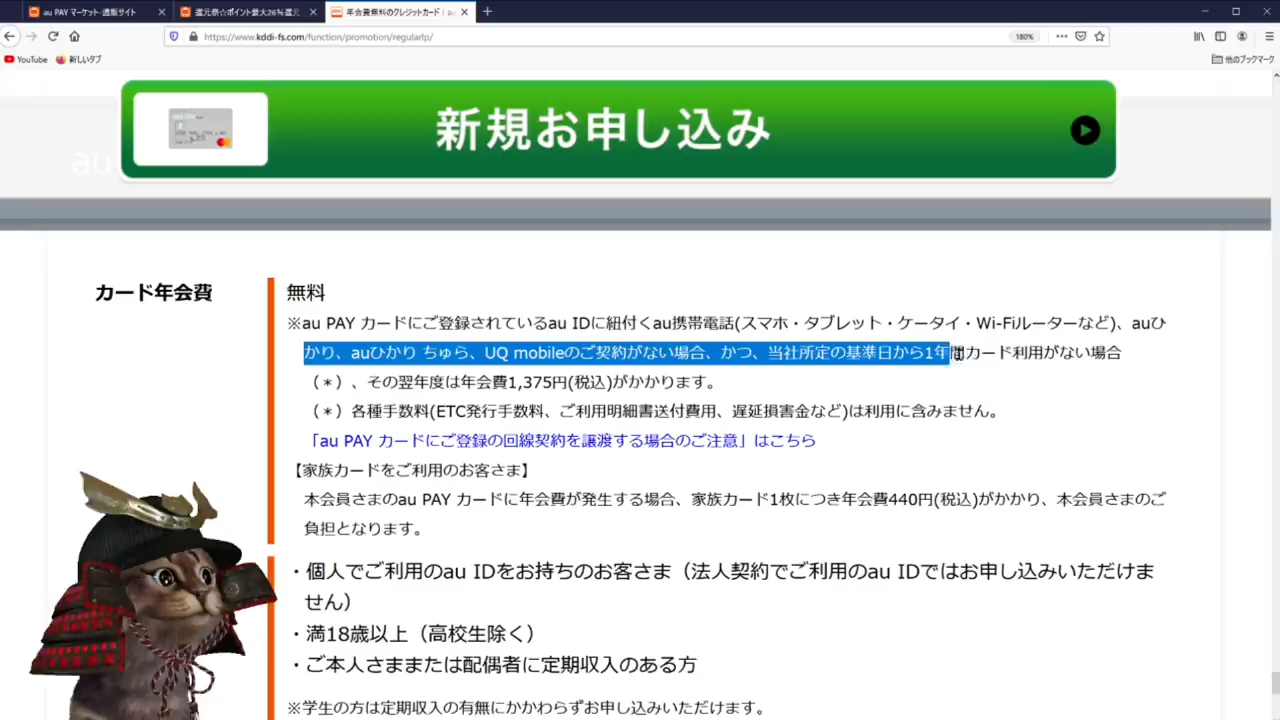 au PAY マーケット-通販サイト
還元祭☆ポイント最大26%還元
年会費無料のクレジットカード | au
https://www.kddi-fs.com/function/promotion/regularlp/
180%
YouTube
新しいタブ
他のブックマーク
新規お申し込み
au
カード年会費
無料
※au PAY カードにご登録されているau IDに紐付くau携帯電話(スマホ・タブレット・ケータイ・Wi-Fiルーターなど)、auひ
かり、auひかり ちゅら、UQ mobileのご契約がない場合、かつ、当社所定の基準日から1年間カード利用がない場合
（*）、その翌年度は年会費1,375円(税込)がかかります。
（*）各種手数料(ETC発行手数料、ご利用明細書送付費用、遅延損害金など)は利用に含みません。
「au PAY カードにご登録の回線契約を譲渡する場合のご注意」はこちら
【家族カードをご利用のお客さま】
本会員さまのau PAY カードに年会費が発生する場合、家族カード1枚につき年会費440円(税込)がかかり、本会員さまのご
負担となります。
・個人でご利用のau IDをお持ちのお客さま（法人契約でご利用のau IDではお申し込みいただけま
せん）
・満18歳以上（高校生除く）
・ご本人さままたは配偶者に定期収入のある方
※学生の方は定期収入の有無にかかわらずお申し込みいただけます。